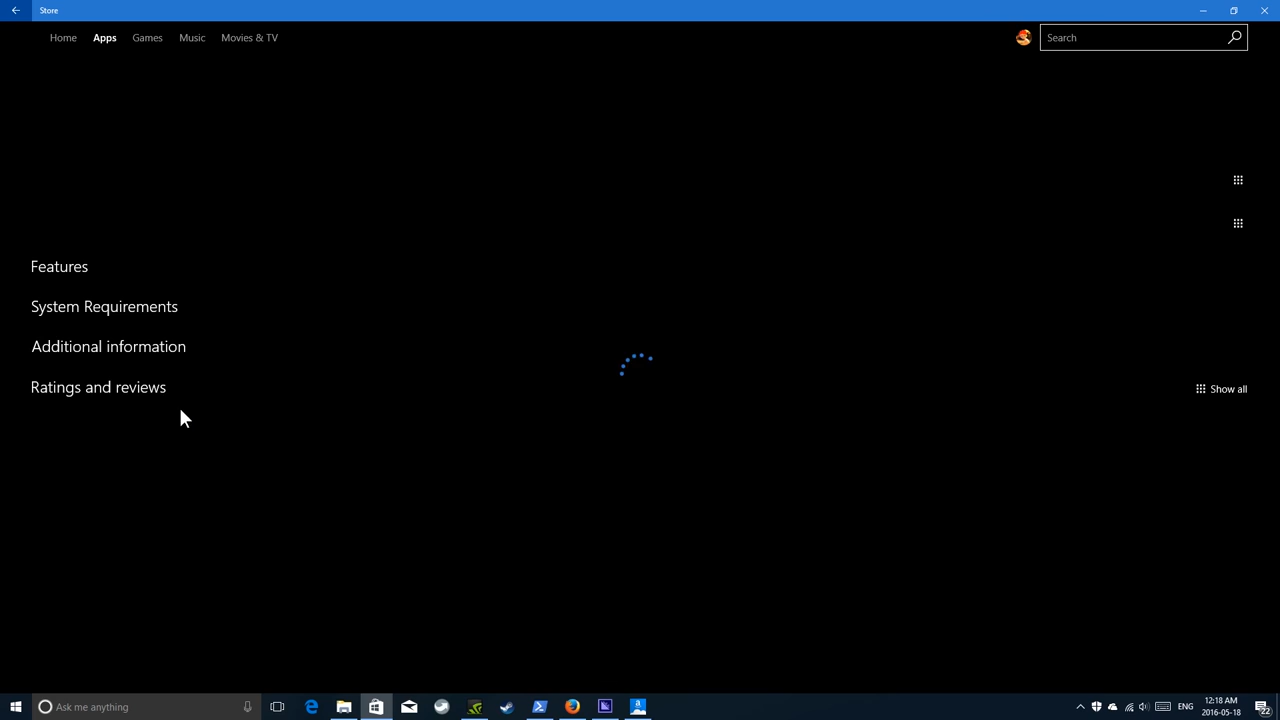 Store
Home Apps Games Music Movies & TV Search
Features
System Requirements
Additional information
Ratings and reviews
Show all
Ask me anything
a
ENG
12:18 AM
2016-05-18
22